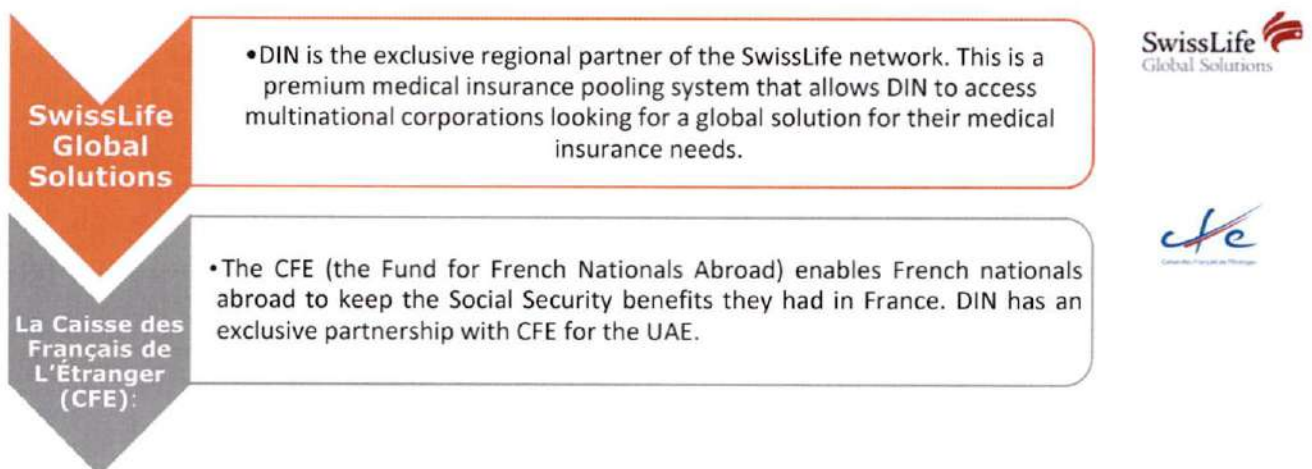 SwissLife
Global
Solutions
•DIN is the exclusive regional partner of the SwissLife network. This is a
premium medical insurance pooling system that allows DIN to access
multinational corporations looking for a global solution for their medical
insurance needs.
SwissLife
Global Solutions
La Caisse des
Français de
L'Étranger
(CFE):
•The CFE (the Fund for French Nationals Abroad) enables French nationals
abroad to keep the Social Security benefits they had in France. DIN has an
exclusive partnership with CFE for the UAE.
cfe